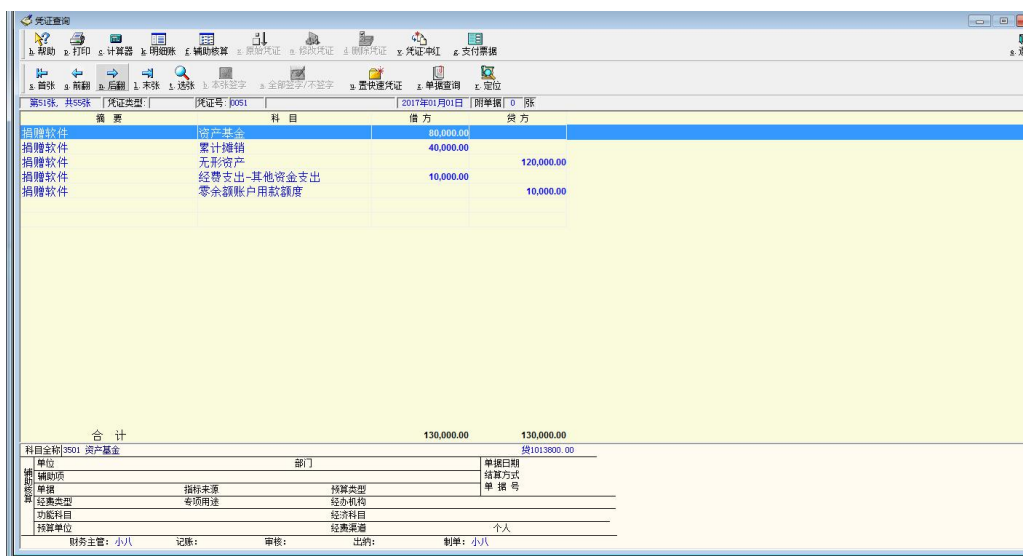 凭证查询
h.帮助 p.打印 c.计算器 k.明细账 f.辅助核算 原始凭证 修改凭证 删除凭证 x.凭证冲红 支付票据
s.首张 前翻 n.后翻 l.末张 t.选张 本张签字 全部签字/不签字 置快速凭证 单据查询 定位
第51张, 共55张 凭证类型: 凭证号: 0051 2017年01月01日 附单据 0 张
摘 要 科 目 借 方 贷 方
捐赠软件 资产基金 80,000.00
捐赠软件 累计摊销 40,000.00
捐赠软件 无形资产 120,000.00
捐赠软件 经费支出-其他资金支出 10,000.00
捐赠软件 零余额账户用款额度 10,000.00
合 计 130,000.00 130,000.00
科目全称 3501 资产基金 贷1013800.00
辅助核算
单位 部门 单据日期
辅助项 结算方式
单据 指标来源 预算类型 单 据 号
经费类型 专项用途 经办机构
功能科目 经济科目
预算单位 经费渠道 个人
财务主管: 小八 记账: 审核: 出纳: 制单: 小八